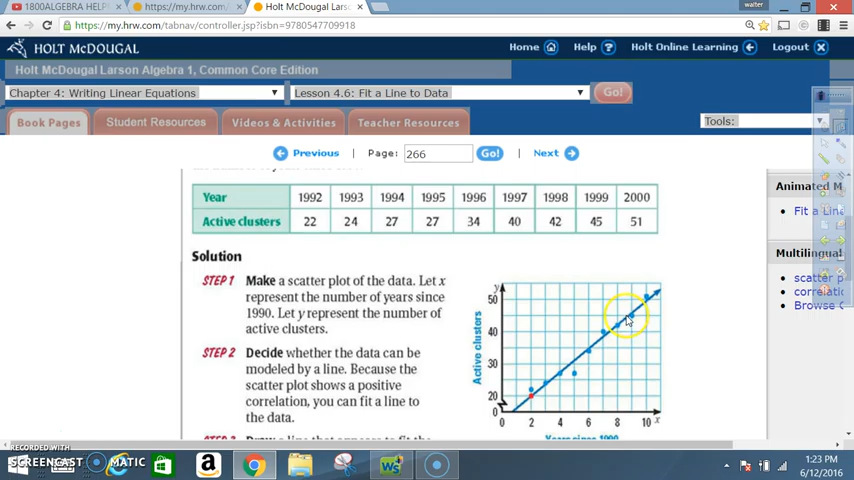 1800ALGEBRA HELP
https://my.hrw.com/tabnav/
Holt McDougal Lars
walter
https://my.hrw.com/tabnav/controller.jsp?isbn=9780547709918
HOLT McDOUGAL
Home
Help ?
Holt Online Learning
Logout
Holt McDougal Larson Algebra 1, Common Core Edition
Chapter 4: Writing Linear Equations
Lesson 4.6: Fit a Line to Data
Go!
Book Pages
Student Resources
Videos & Activities
Teacher Resources
Tools:
Previous | Page: 266 Go! | Next
Year 1992 1993 1994 1995 1996 1997 1998 1999 2000
Active clusters 22 24 27 27 34 40 42 45 51
Animated M
Fit a Line
Multilingual
scatter p
correlatio
Browse C
Solution
STEP 1 Make a scatter plot of the data. Let x
represent the number of years since
1990. Let y represent the number of
active clusters.
STEP 2 Decide whether the data can be
modeled by a line. Because the
scatter plot shows a positive
correlation, you can fit a line to
the data.
Active clusters
y
50
40
30
20
0
0 2 4 6 8 10 x
Years since 1990
RECORDED WITH
SCREENCAST MATIC
1:23 PM
6/12/2016